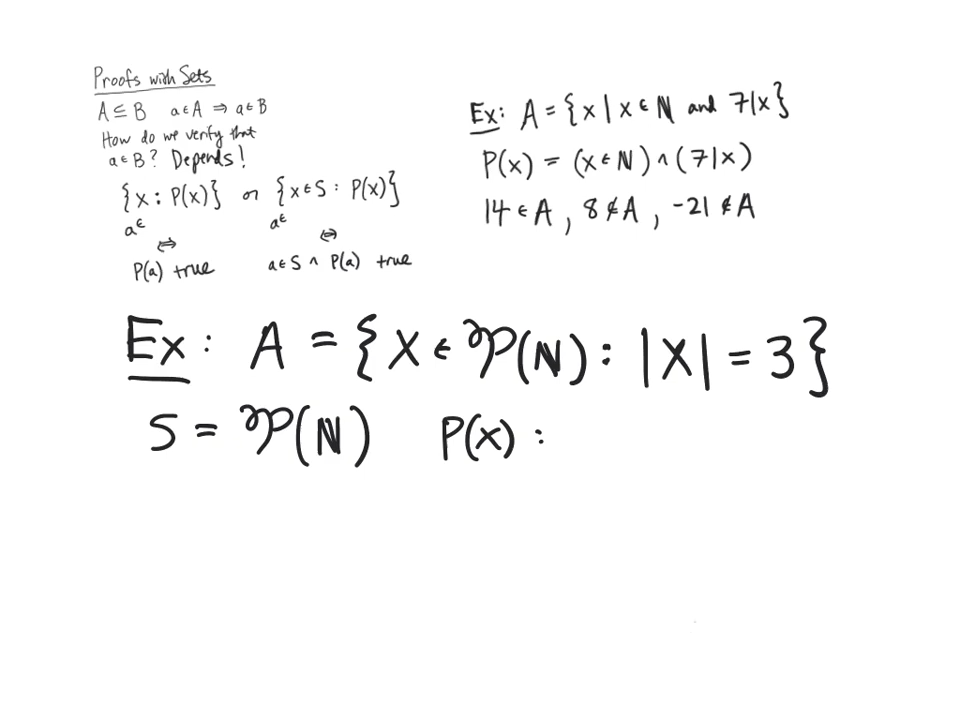 Proofs with Sets
A ⊆ B a ∈ A ⇒ a ∈ B
How do we verify that
a ∈ B? Depends!
{x : P(x)} or {x ∈ S : P(x)}
a ∈ a ∈
⇔ ⇔
P(a) true a ∈ S ∧ P(a) true
Ex: A = {x | x ∈ ℕ and 7|x}
P(x) = (x ∈ ℕ) ∧ (7|x)
14 ∈ A, 8 ∉ A, -21 ∉ A
Ex: A = {X ∈ 𝒫(ℕ) : |X| = 3}
S = 𝒫(ℕ) P(x) :